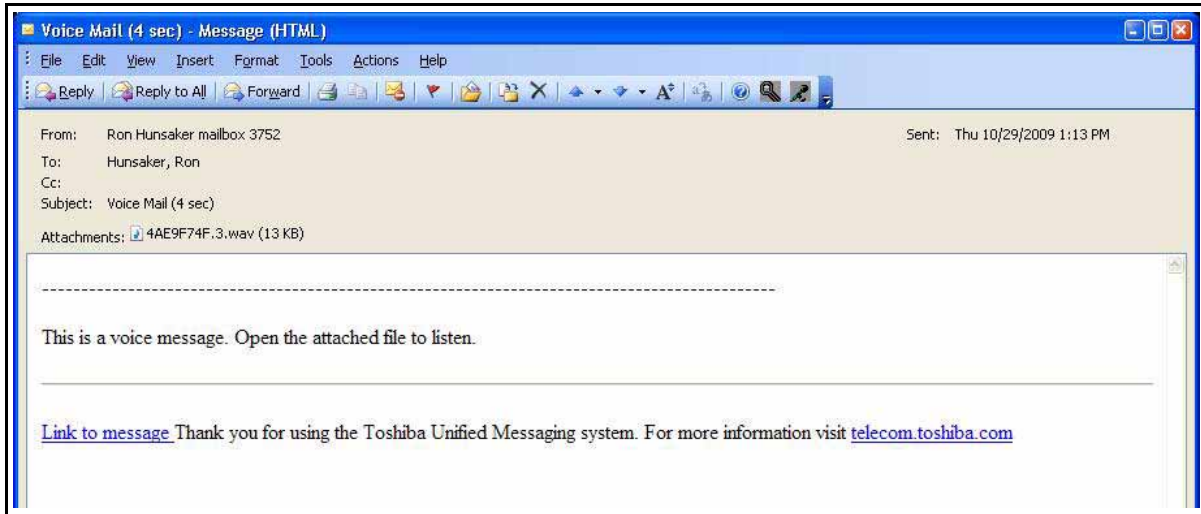 Voice Mail (4 sec) - Message (HTML)
File Edit View Insert Format Tools Actions Help
Reply Reply to All Forward
From: Ron Hunsaker mailbox 3752 Sent: Thu 10/29/2009 1:13 PM
To: Hunsaker, Ron
Cc:
Subject: Voice Mail (4 sec)
Attachments: 4AE9F74F.3.wav (13 KB)
-----------------------------------------------------------------------------------------------
This is a voice message. Open the attached file to listen.
Link to message Thank you for using the Toshiba Unified Messaging system. For more information visit telecom.toshiba.com